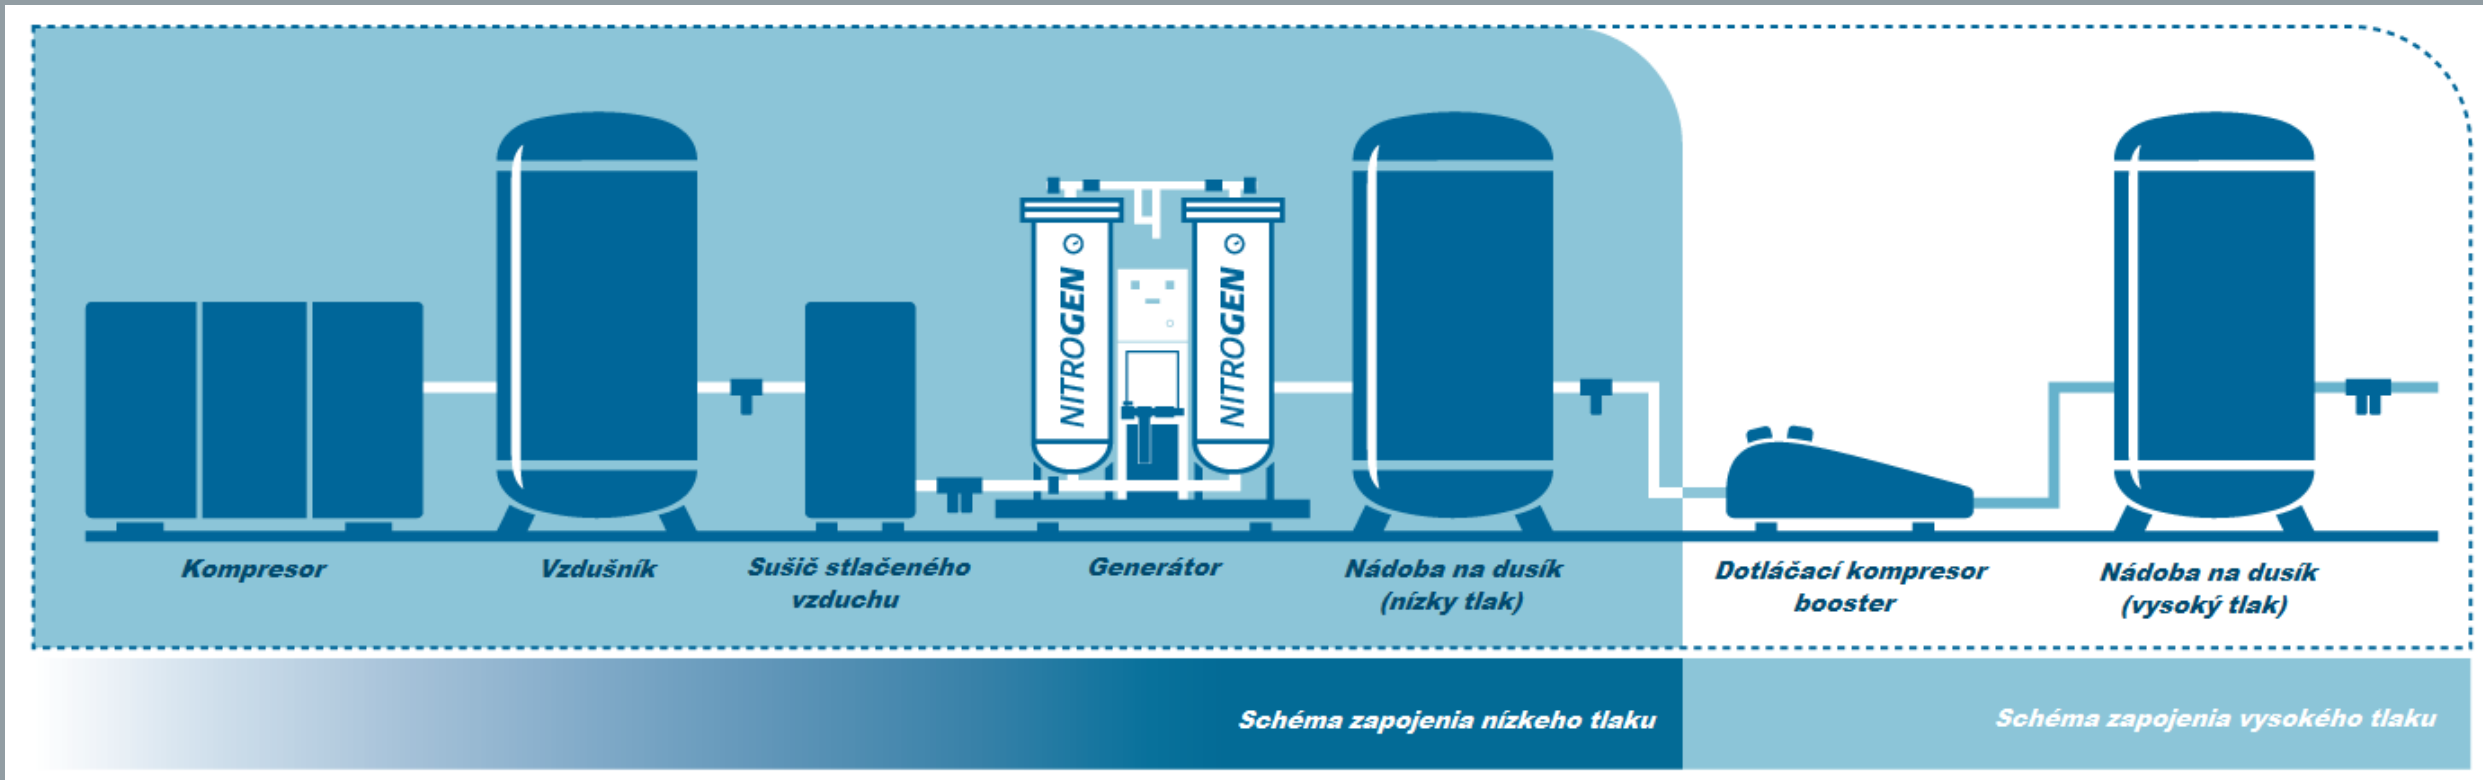 NITROGEN
NITROGEN
Kompresor
Vzdušník
Sušič stlačeného
vzduchu
Generátor
Nádoba na dusík
(nízky tlak)
Dotláčací kompresor
booster
Nádoba na dusík
(vysoký tlak)
Schéma zapojenia nízkeho tlaku
Schéma zapojenia vysokého tlaku